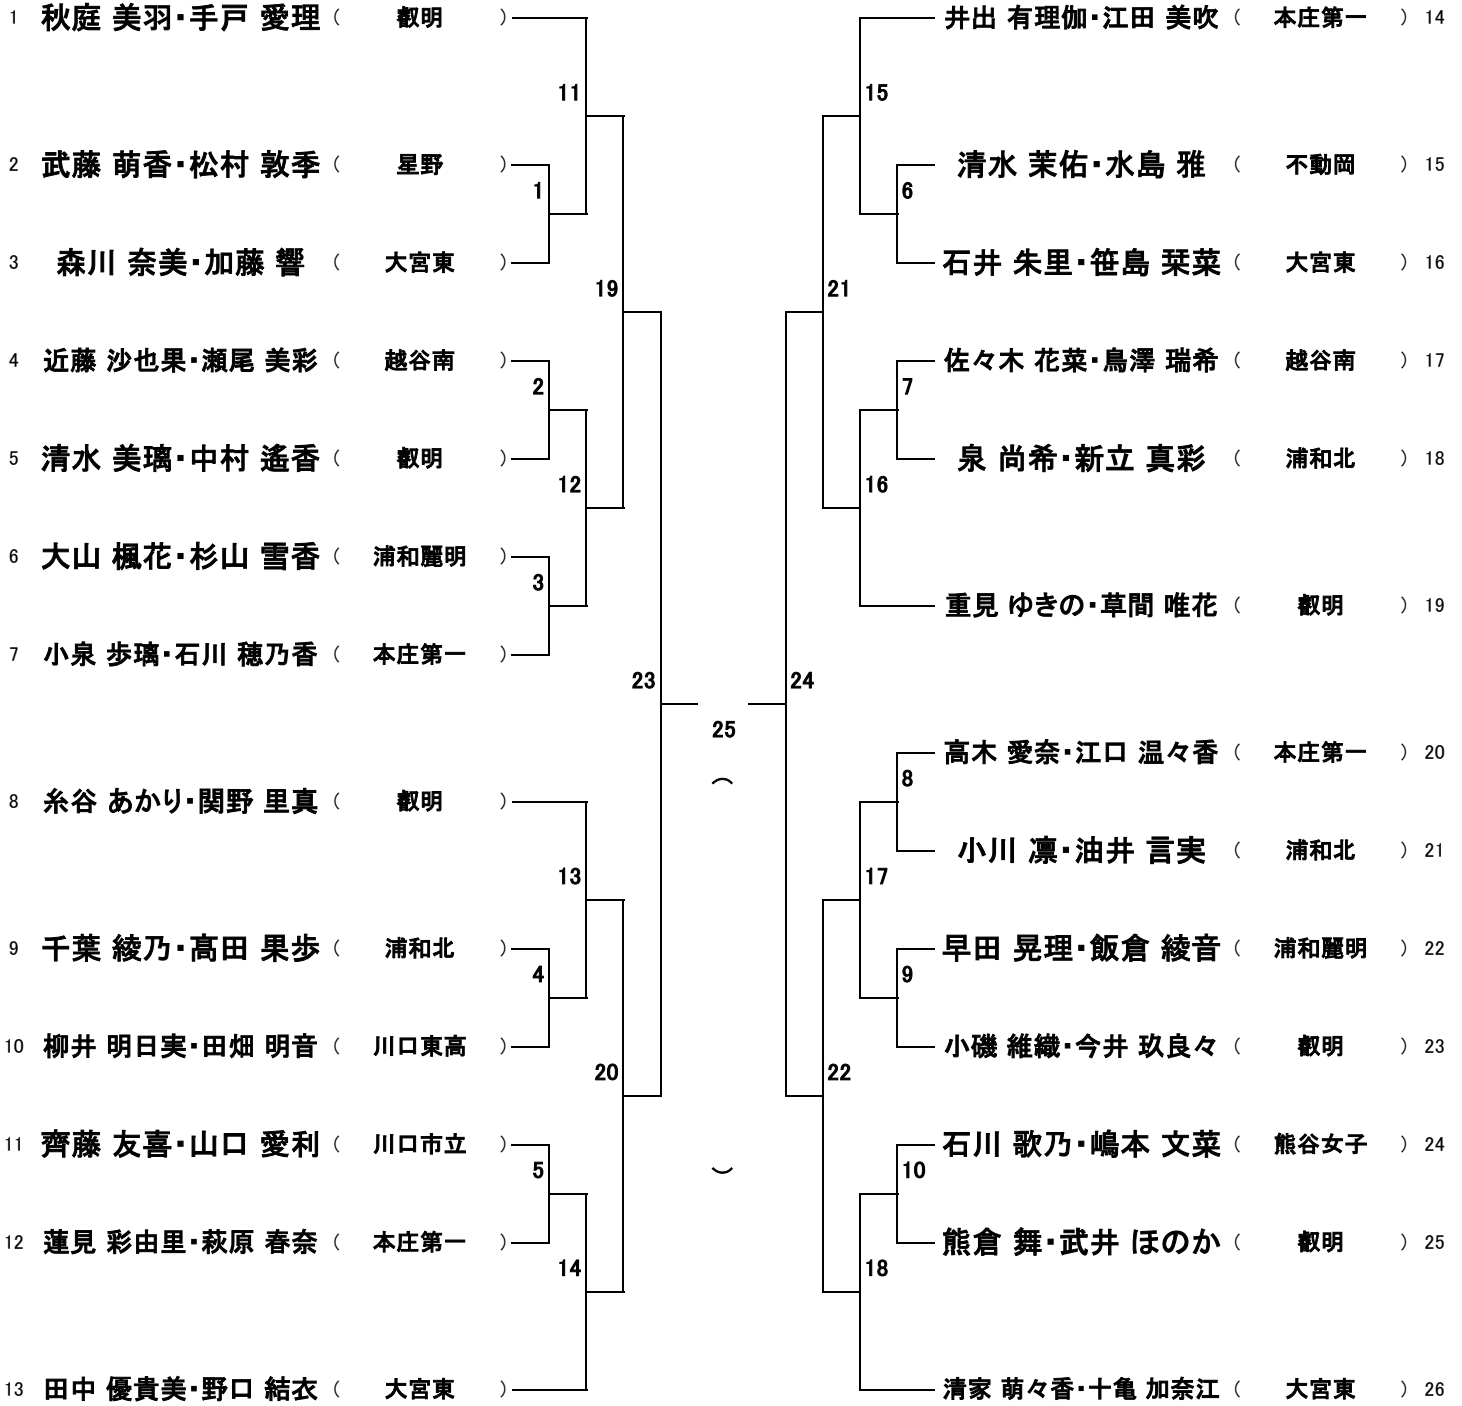 1 秋庭 美羽・手戸 愛理 ( 叡明 )
11
2 武藤 萌香・松村 敦季 ( 星野 )
1
3 森川 奈美・加藤 響 ( 大宮東 )
19
4 近藤 沙也果・瀬尾 美彩 ( 越谷南 )
2
5 清水 美璃・中村 遙香 ( 叡明 )
12
6 大山 楓花・杉山 雪香 ( 浦和麗明 )
3
7 小泉 歩璃・石川 穂乃香 ( 本庄第一 )
23
8 糸谷 あかり・関野 里真 ( 叡明 )
13
9 千葉 綾乃・髙田 果歩 ( 浦和北 )
4
10 柳井 明日実・田畑 明音 ( 川口東高 )
20
11 齊藤 友喜・山口 愛利 ( 川口市立 )
5
12 蓮見 彩由里・萩原 春奈 ( 本庄第一 )
14
13 田中 優貴美・野口 結衣 ( 大宮東 )
25
( )
井出 有理伽・江田 美吹 ( 本庄第一 ) 14
15
清水 茉佑・水島 雅 ( 不動岡 ) 15
6
石井 朱里・笹島 栞菜 ( 大宮東 ) 16
21
佐々木 花菜・鳥澤 瑞希 ( 越谷南 ) 17
7
泉 尚希・新立 真彩 ( 浦和北 ) 18
16
重見 ゆきの・草間 唯花 ( 叡明 ) 19
24
高木 愛奈・江口 温々香 ( 本庄第一 ) 20
8
小川 凛・油井 言実 ( 浦和北 ) 21
17
早田 晃理・飯倉 綾音 ( 浦和麗明 ) 22
9
小磯 維織・今井 玖良々 ( 叡明 ) 23
22
石川 歌乃・嶋本 文菜 ( 熊谷女子 ) 24
10
熊倉 舞・武井 ほのか ( 叡明 ) 25
18
清家 萌々香・十亀 加奈江 ( 大宮東 ) 26